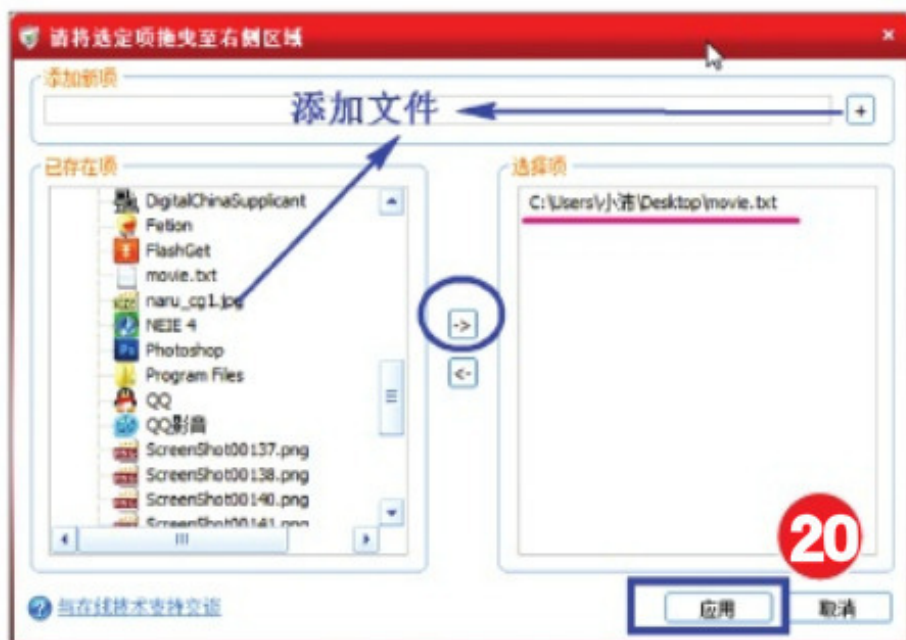 请将选定项拖曳至右侧区域
添加新项
添加文件
+
已存在项
DigitalChinaSupplicant
Fetion
FlashGet
movie.txt
naru_cg1.jpg
NEIE 4
Photoshop
Program Files
QQ
QQ影音
ScreenShot00137.png
ScreenShot00138.png
ScreenShot00140.png
ScreenShot00141.png
->
<-
选择项
C:\Users\小沛\Desktop\movie.txt
20
与在线技术支持交谈
应用
取消